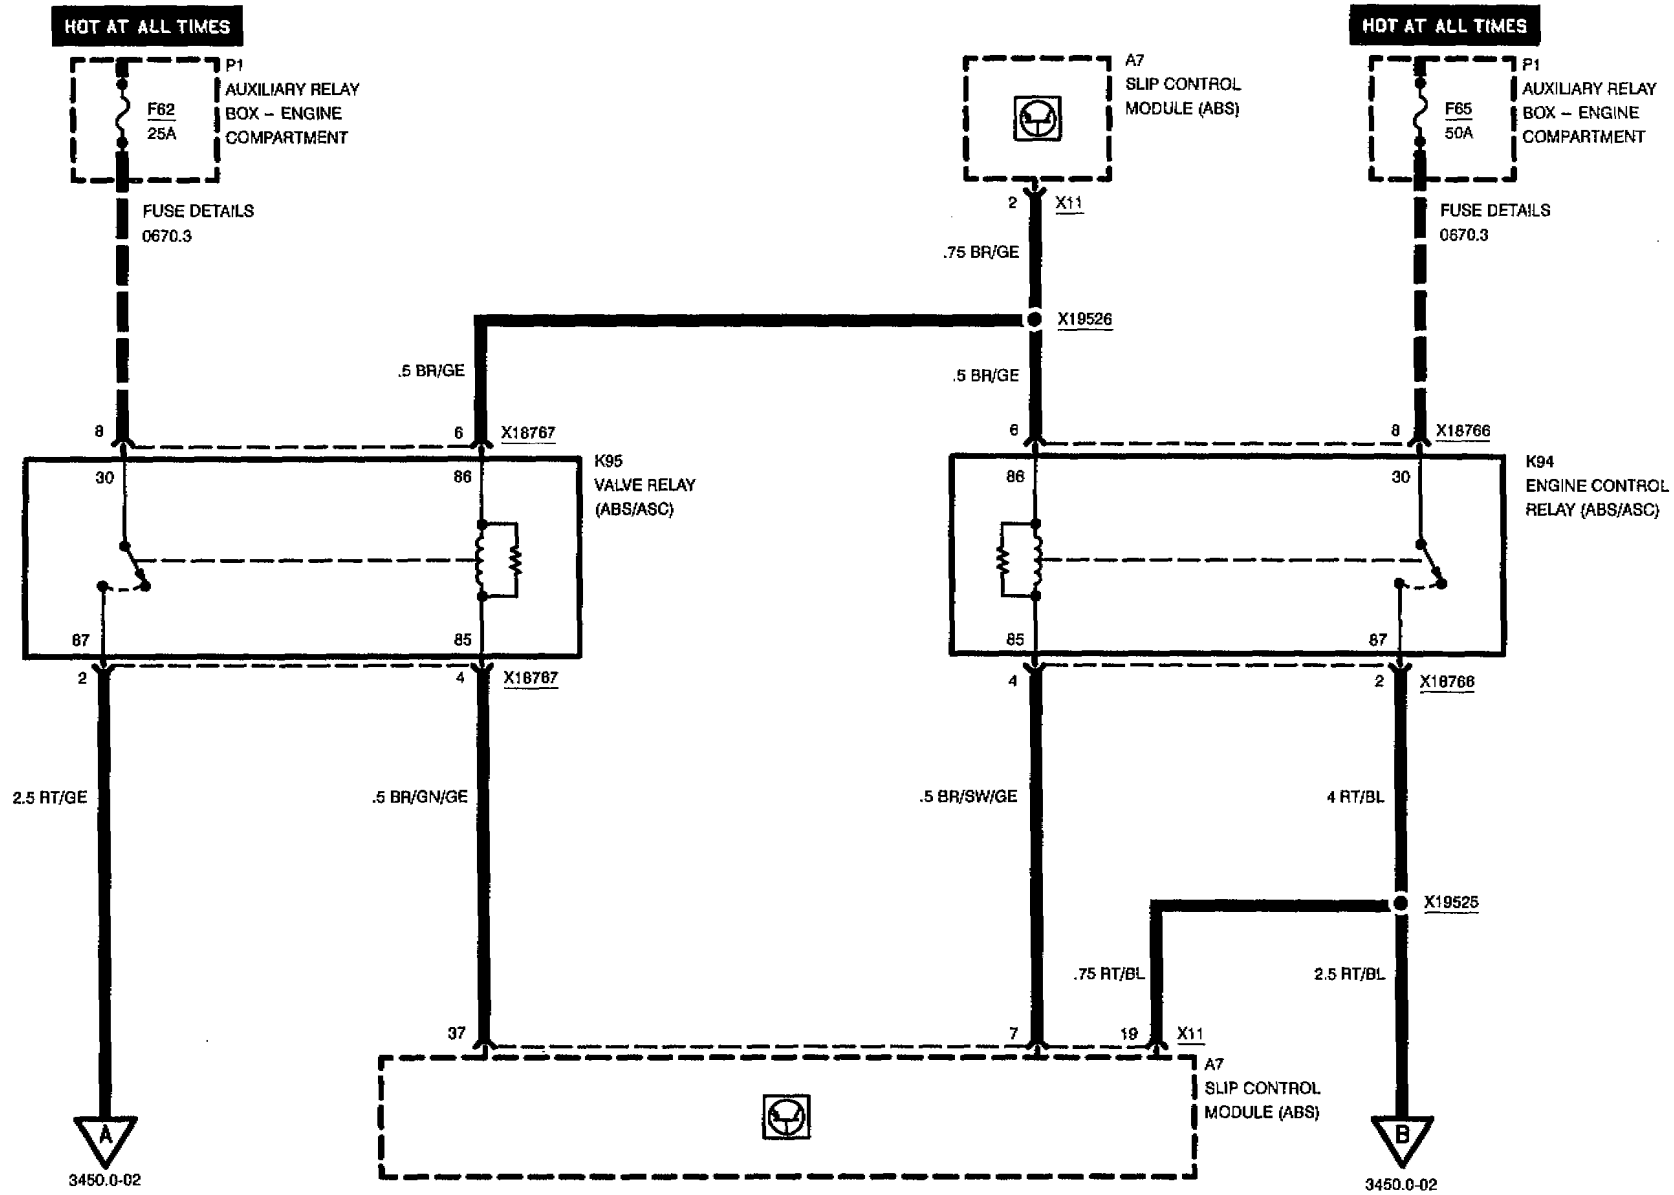 HOT AT ALL TIMES
HOT AT ALL TIMES
P1
AUXILIARY RELAY
BOX – ENGINE
COMPARTMENT
F62
25A
FUSE DETAILS
0670.3
A7
SLIP CONTROL
MODULE (ABS)
2
X11
.75 BR/GE
P1
AUXILIARY RELAY
BOX – ENGINE
COMPARTMENT
F65
50A
FUSE DETAILS
0670.3
X19526
.5 BR/GE
.5 BR/GE
8
6
X18767
6
8
X18766
30
86
K95
VALVE RELAY
(ABS/ASC)
86
30
K94
ENGINE CONTROL
RELAY (ABS/ASC)
87
85
85
87
2
4
X18767
4
2
X18766
2.5 RT/GE
.5 BR/GN/GE
.5 BR/SW/GE
4 RT/BL
X19525
.75 RT/BL
2.5 RT/BL
37
7
19
X11
A7
SLIP CONTROL
MODULE (ABS)
A
3450.0-02
B
3450.0-02